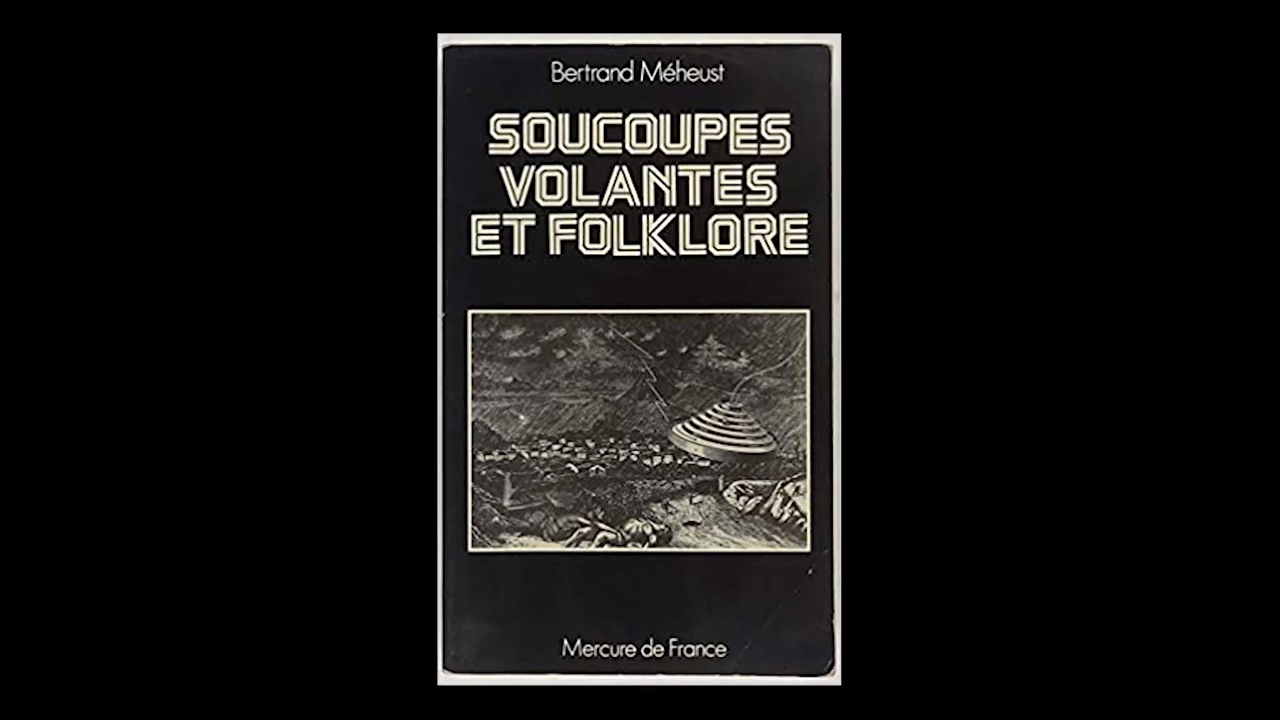 Bertrand Méheust
SOUCOUPES
VOLANTES
ET FOLKLORE
Mercure de France